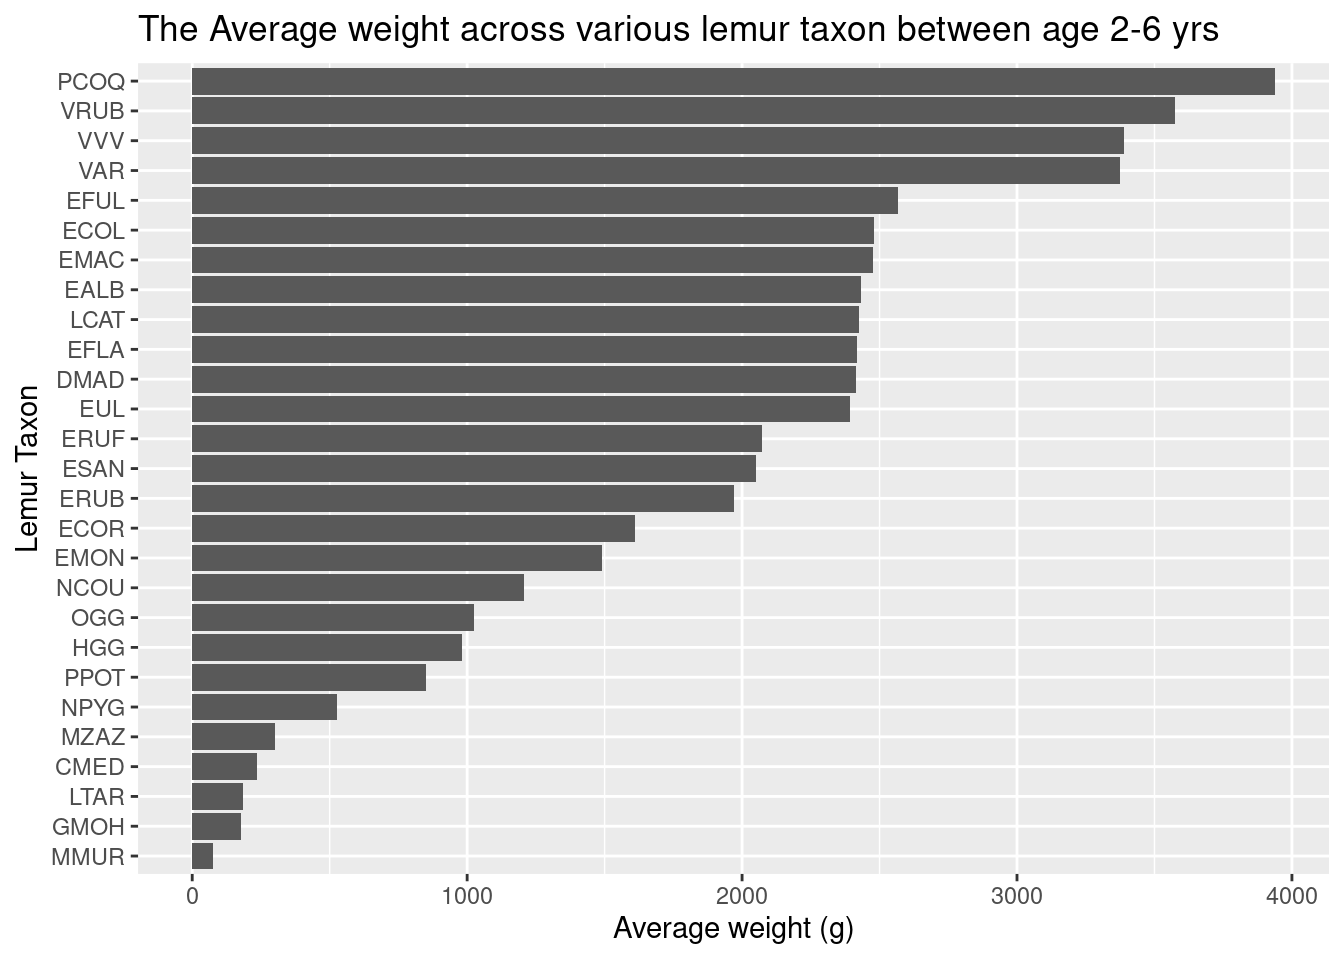 The Average weight across various lemur taxon between age 2-6 yrs
PCOQ
VRUB
VVV
VAR
EFUL
ECOL
EMAC
EALB
LCAT
EFLA
DMAD
EUL
ERUF
ESAN
ERUB
ECOR
EMON
NCOU
OGG
HGG
PPOT
NPYG
MZAZ
CMED
LTAR
GMOH
MMUR
Lemur Taxon
0 1000 2000 3000 4000
Average weight (g)